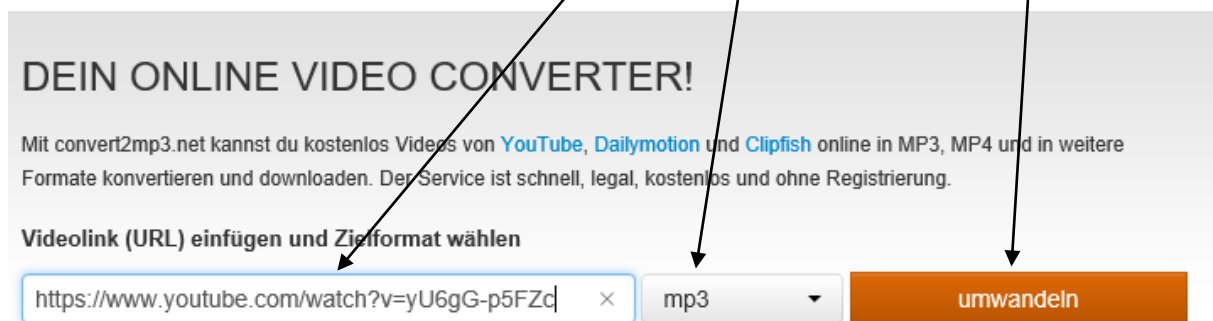 DEIN ONLINE VIDEO CONVERTER!
Mit convert2mp3.net kannst du kostenlos Videos von YouTube, Dailymotion und Clipfish online in MP3, MP4 und in weitere
Formate konvertieren und downloaden. Der Service ist schnell, legal, kostenlos und ohne Registrierung.
Videolink (URL) einfügen und Zielformat wählen
https://www.youtube.com/watch?v=yU6gG-p5FZc × mp3 umwandeln